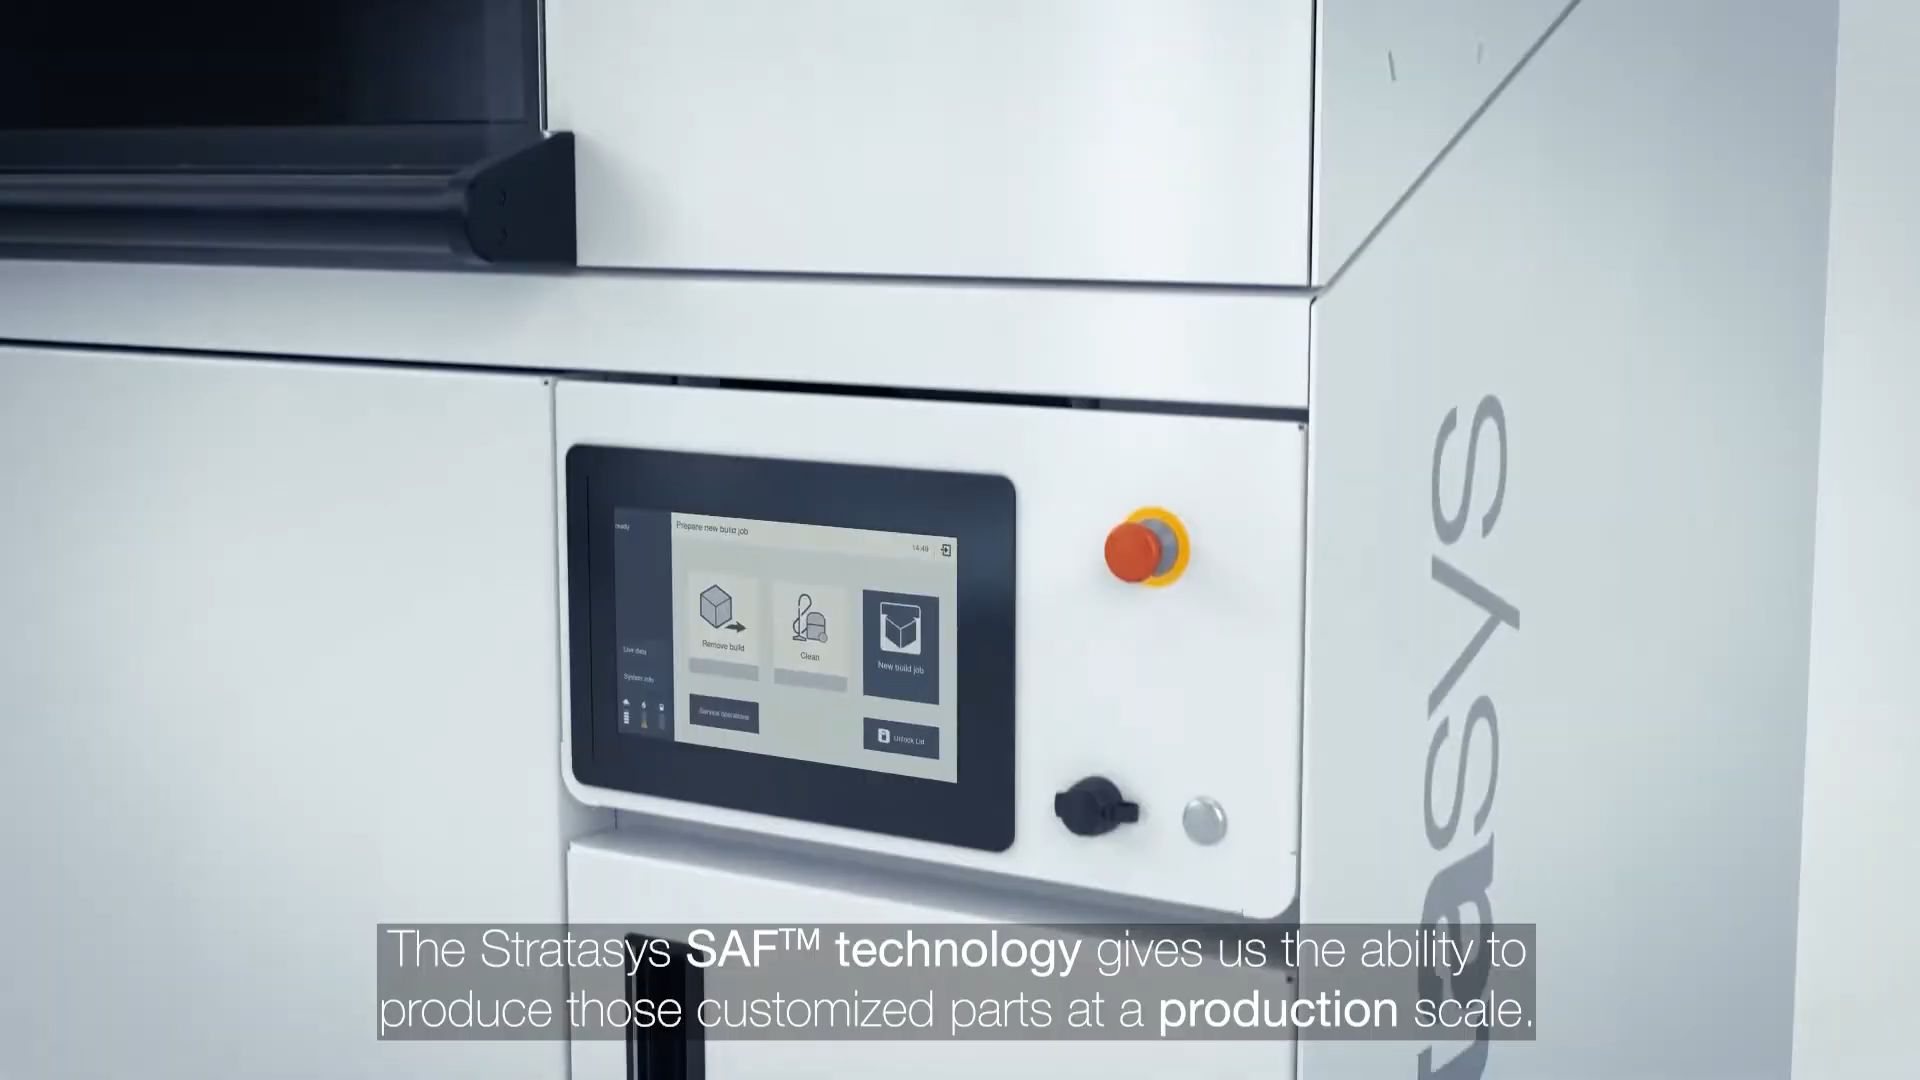 ready
Prepare new build job
14:49
Remove build
Clean
New build job
Live data
System info
Service operations
Unlock Lid
tasys
The Stratasys SAF™ technology gives us the ability to
produce those customized parts at a production scale.